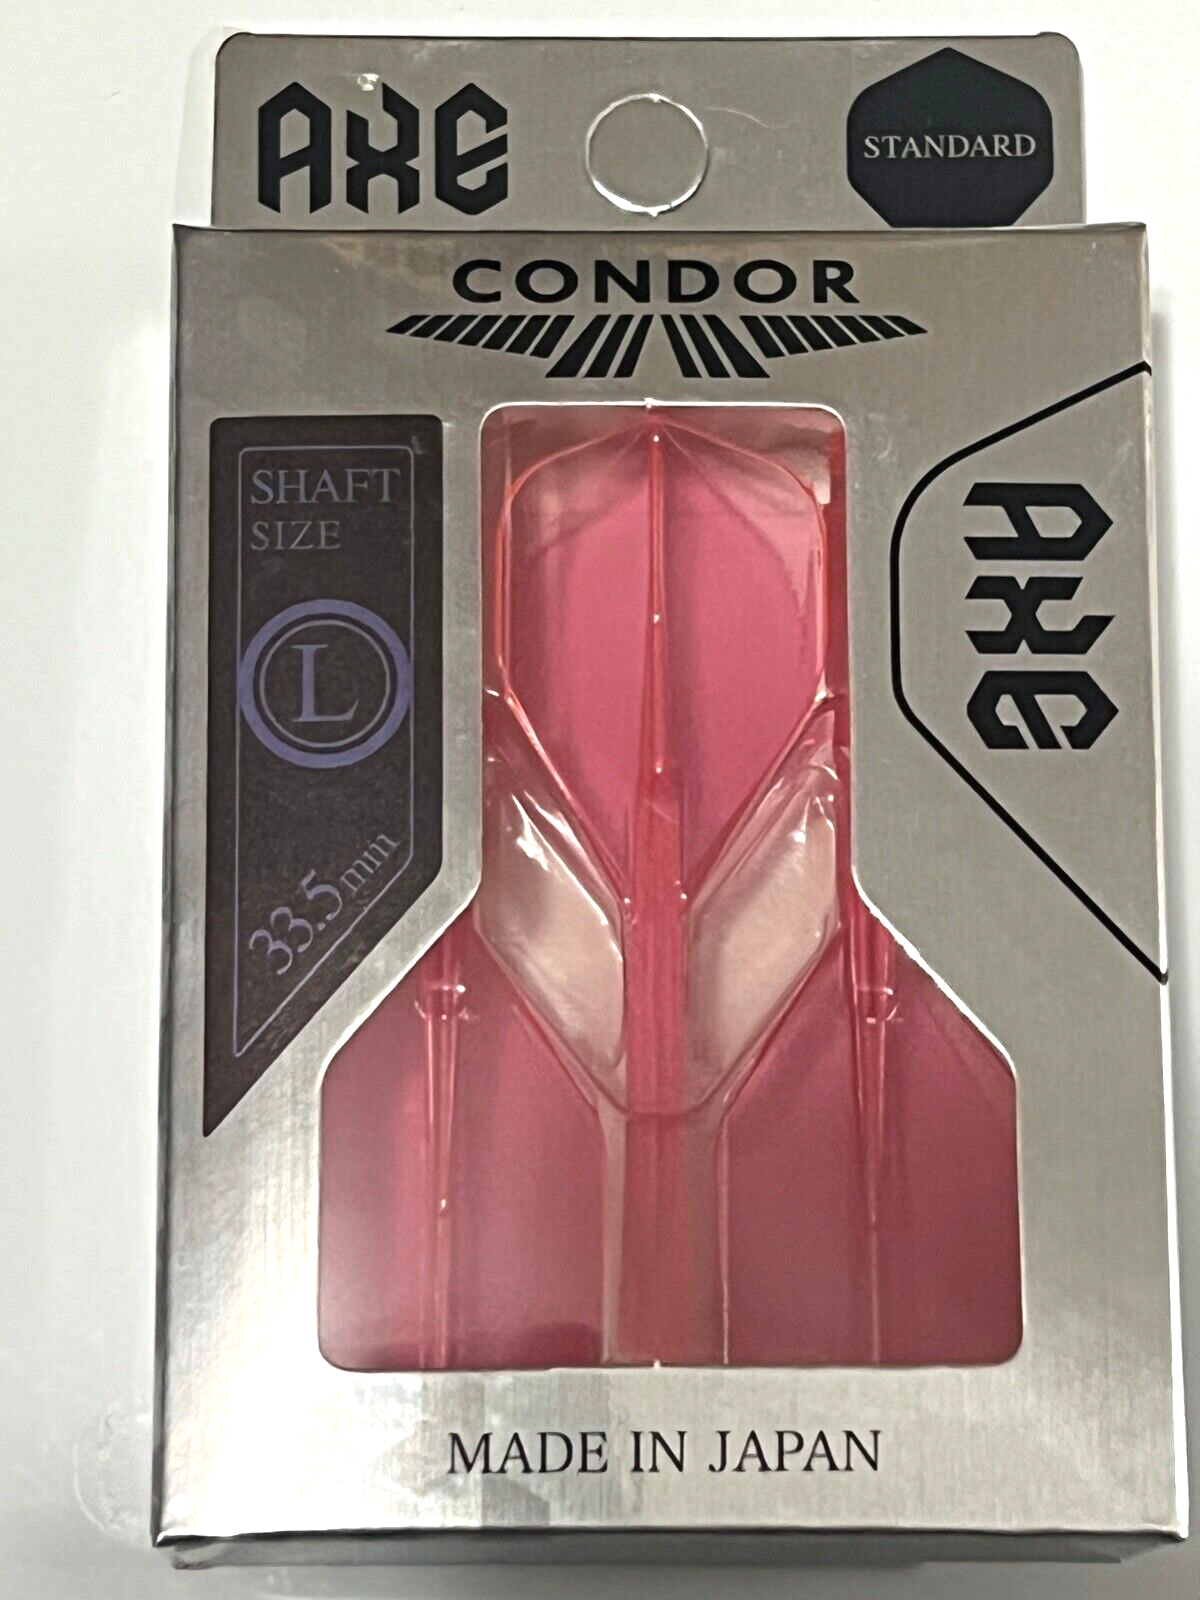 AXE
STANDARD
CONDOR
SHAFT
SIZE
L
33.5mm
AXE
MADE IN JAPAN